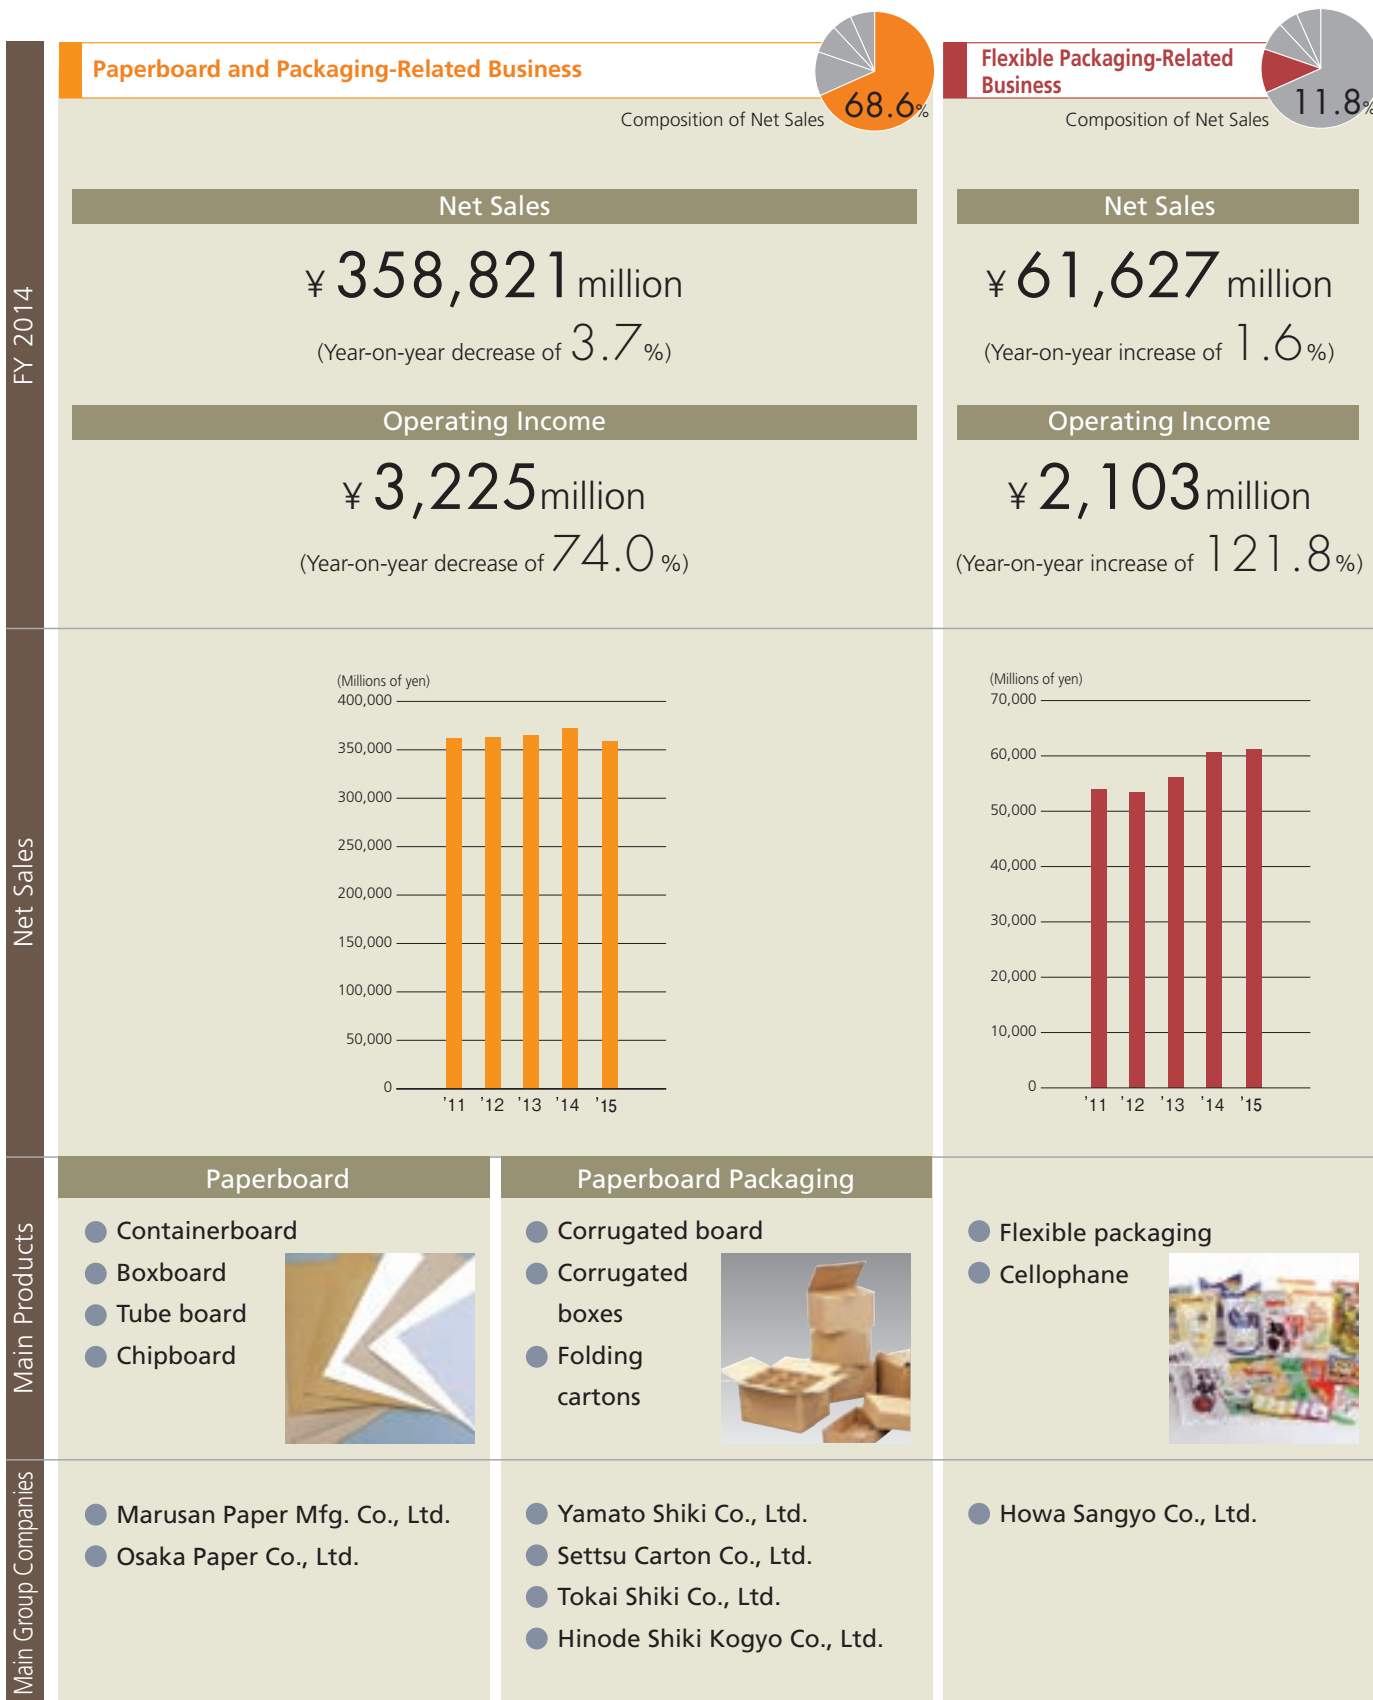 Paperboard and Packaging-Related Business
Composition of Net Sales
68.6%
Flexible Packaging-Related
Business
Composition of Net Sales
11.8%
FY 2014
Net Sales
¥ 358,821 million
(Year-on-year decrease of 3.7 %)
Operating Income
¥ 3,225 million
(Year-on-year decrease of 74.0 %)
Net Sales
¥ 61,627 million
(Year-on-year increase of 1.6 %)
Operating Income
¥ 2,103 million
(Year-on-year increase of 121.8 %)
Net Sales
(Millions of yen)
400,000
350,000
300,000
250,000
200,000
150,000
100,000
50,000
0
'11 '12 '13 '14 '15
(Millions of yen)
70,000
60,000
50,000
40,000
30,000
20,000
10,000
0
'11 '12 '13 '14 '15
Main Products
Paperboard
Containerboard
Boxboard
Tube board
Chipboard
Paperboard Packaging
Corrugated board
Corrugated
boxes
Folding
cartons
Flexible packaging
Cellophane
Main Group Companies
Marusan Paper Mfg. Co., Ltd.
Osaka Paper Co., Ltd.
Yamato Shiki Co., Ltd.
Settsu Carton Co., Ltd.
Tokai Shiki Co., Ltd.
Hinode Shiki Kogyo Co., Ltd.
Howa Sangyo Co., Ltd.